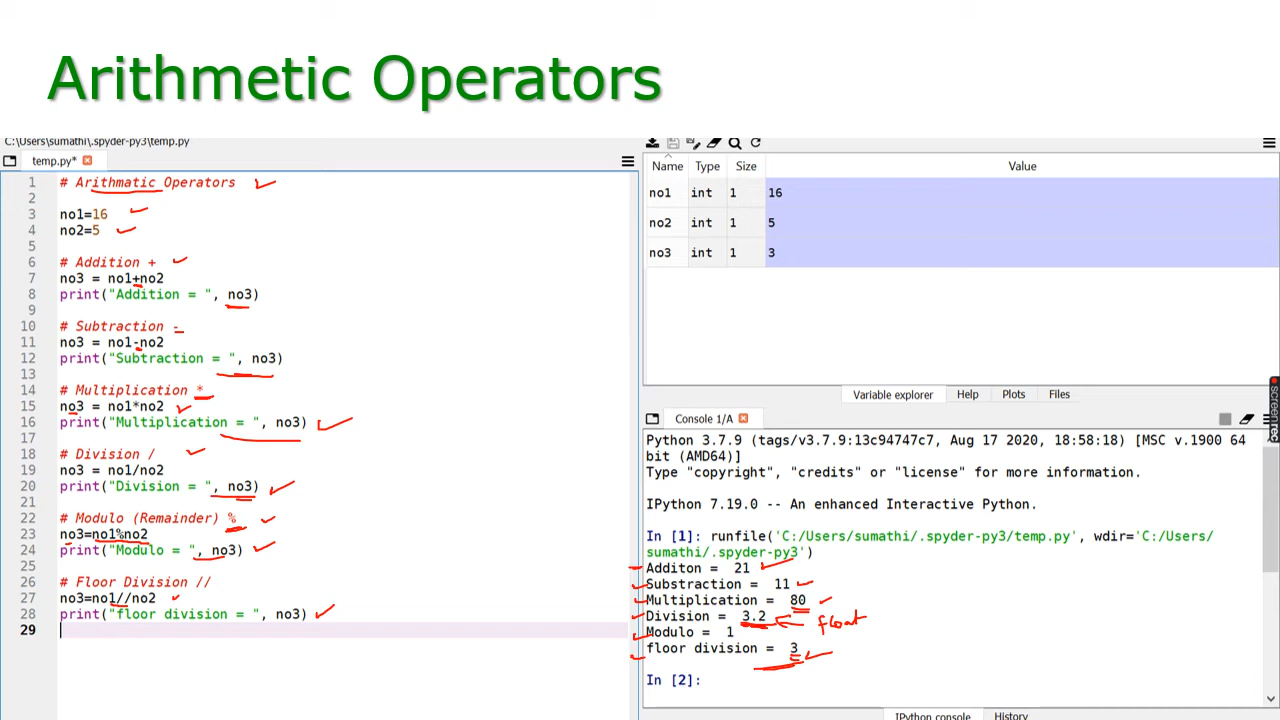 Arithmetic Operators
C:\Users\sumathi\.spyder-py3\temp.py
temp.py*
1 # Arithmatic Operators
2
3 no1=16
4 no2=5
5
6 # Addition +
7 no3 = no1+no2
8 print("Addition = ", no3)
9
10 # Subtraction -
11 no3 = no1-no2
12 print("Subtraction = ", no3)
13
14 # Multiplication *
15 no3 = no1*no2
16 print("Multiplication = ", no3)
17
18 # Division /
19 no3 = no1/no2
20 print("Division = ", no3)
21
22 # Modulo (Remainder) %
23 no3=no1%no2
24 print("Modulo = ", no3)
25
26 # Floor Division //
27 no3=no1//no2
28 print("floor division = ", no3)
29
Name Type Size Value
no1 int 1 16
no2 int 1 5
no3 int 1 3
Variable explorer Help Plots Files
Console 1/A
Python 3.7.9 (tags/v3.7.9:13c94747c7, Aug 17 2020, 18:58:18) [MSC v.1900 64
bit (AMD64)]
Type "copyright", "credits" or "license" for more information.
IPython 7.19.0 -- An enhanced Interactive Python.
In [1]: runfile('C:/Users/sumathi/.spyder-py3/temp.py', wdir='C:/Users/
sumathi/.spyder-py3')
Additon = 21
Substraction = 11
Multiplication = 80
Division = 3.2 float
Modulo = 1
floor division = 3
In [2]:
IPython console History
screenrec